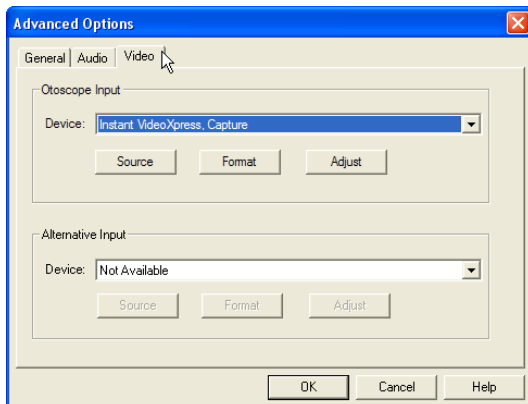 Advanced Options
General Audio Video
Otoscope Input
Device: Instant VideoXpress, Capture
Source Format Adjust
Alternative Input
Device: Not Available
Source Format Adjust
OK Cancel Help